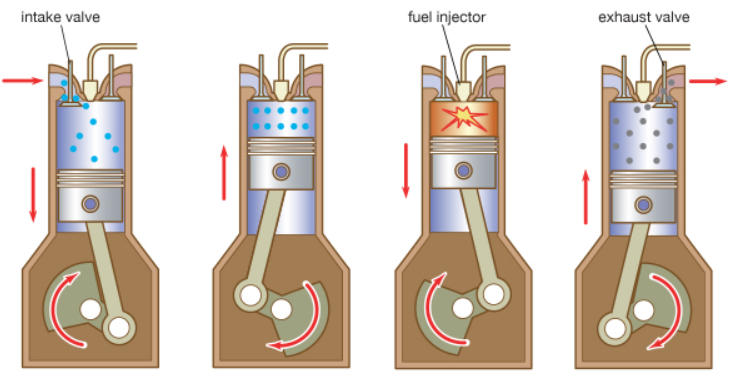 intake valve
fuel injector
exhaust valve